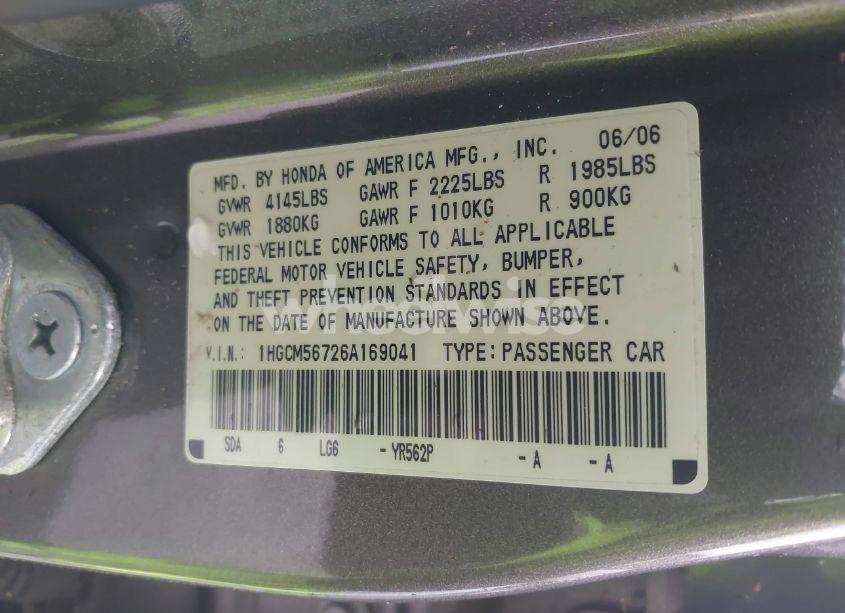 MFD. BY HONDA OF AMERICA MFG., INC. 06/06
GVWR 4145LBS GAWR F 2225LBS R 1985LBS
GVWR 1880KG GAWR F 1010KG R 900KG
THIS VEHICLE CONFORMS TO ALL APPLICABLE
FEDERAL MOTOR VEHICLE SAFETY, BUMPER,
AND THEFT PREVENTION STANDARDS IN EFFECT
ON THE DATE OF MANUFACTURE SHOWN ABOVE.
V.I.N.: 1HGCM56726A169041 TYPE: PASSENGER CAR
SDA 6 LG6 - YR562P - A - A